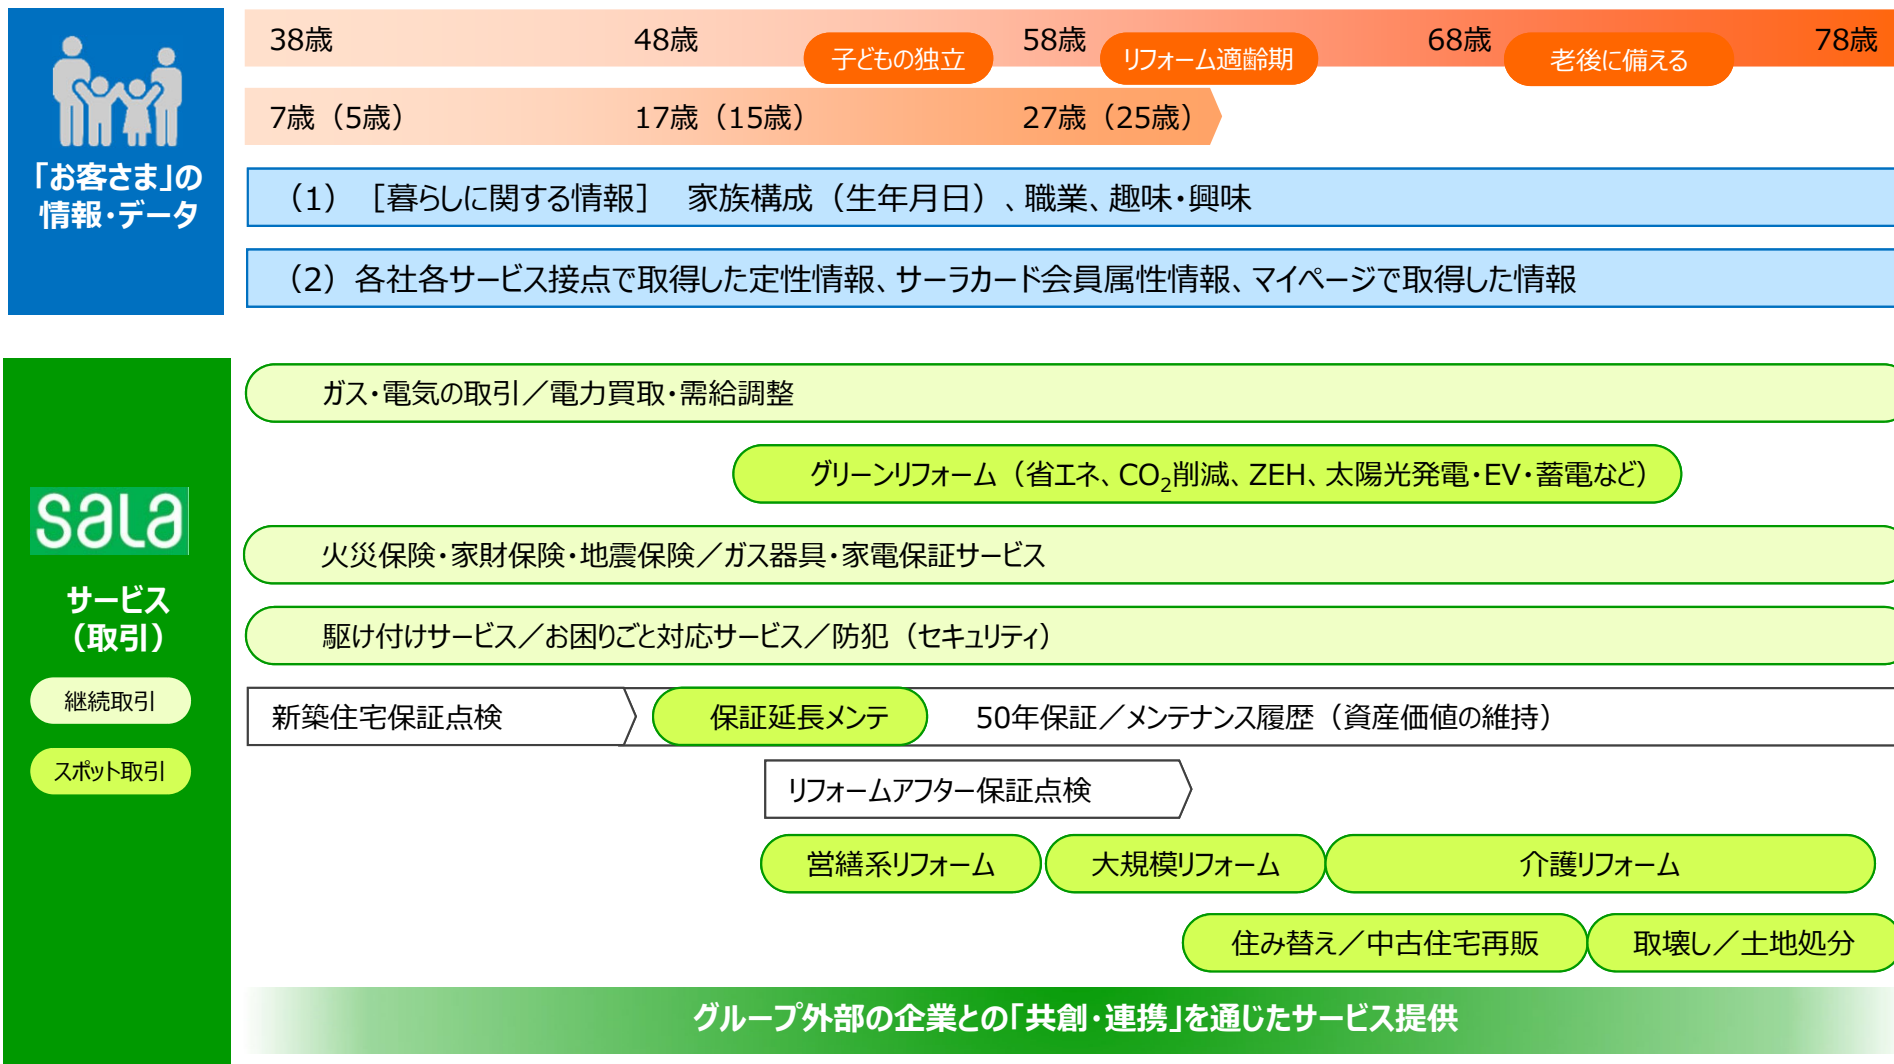 38歳 48歳 58歳 68歳 78歳
子どもの独立 リフォーム適齢期 老後に備える
7歳（5歳） 17歳（15歳） 27歳（25歳）
「お客さま」の
情報・データ
（1）［暮らしに関する情報］ 家族構成（生年月日）、職業、趣味・興味
（2）各社各サービス接点で取得した定性情報、サーラカード会員属性情報、マイページで取得した情報
sala
サービス
（取引）
継続取引
スポット取引
ガス・電気の取引／電力買取・需給調整
グリーンリフォーム（省エネ、CO₂削減、ZEH、太陽光発電・EV・蓄電など）
火災保険・家財保険・地震保険／ガス器具・家電保証サービス
駆け付けサービス／お困りごと対応サービス／防犯（セキュリティ）
新築住宅保証点検 保証延長メンテ 50年保証／メンテナンス履歴（資産価値の維持）
リフォームアフター保証点検
営繕系リフォーム 大規模リフォーム 介護リフォーム
住み替え／中古住宅再販 取壊し／土地処分
グループ外部の企業との「共創・連携」を通じたサービス提供